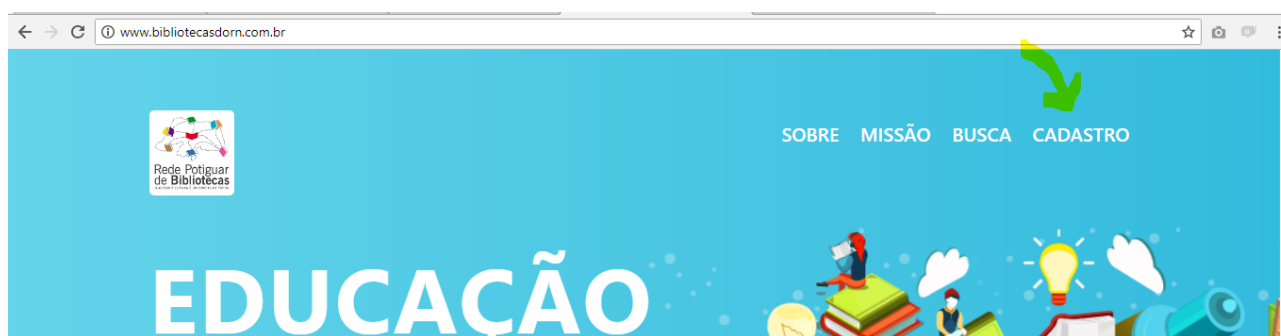 www.bibliotecasdorn.com.br
SOBRE MISSÃO BUSCA CADASTRO
Rede Potiguar
de Bibliotecas
EDUCAÇÃO